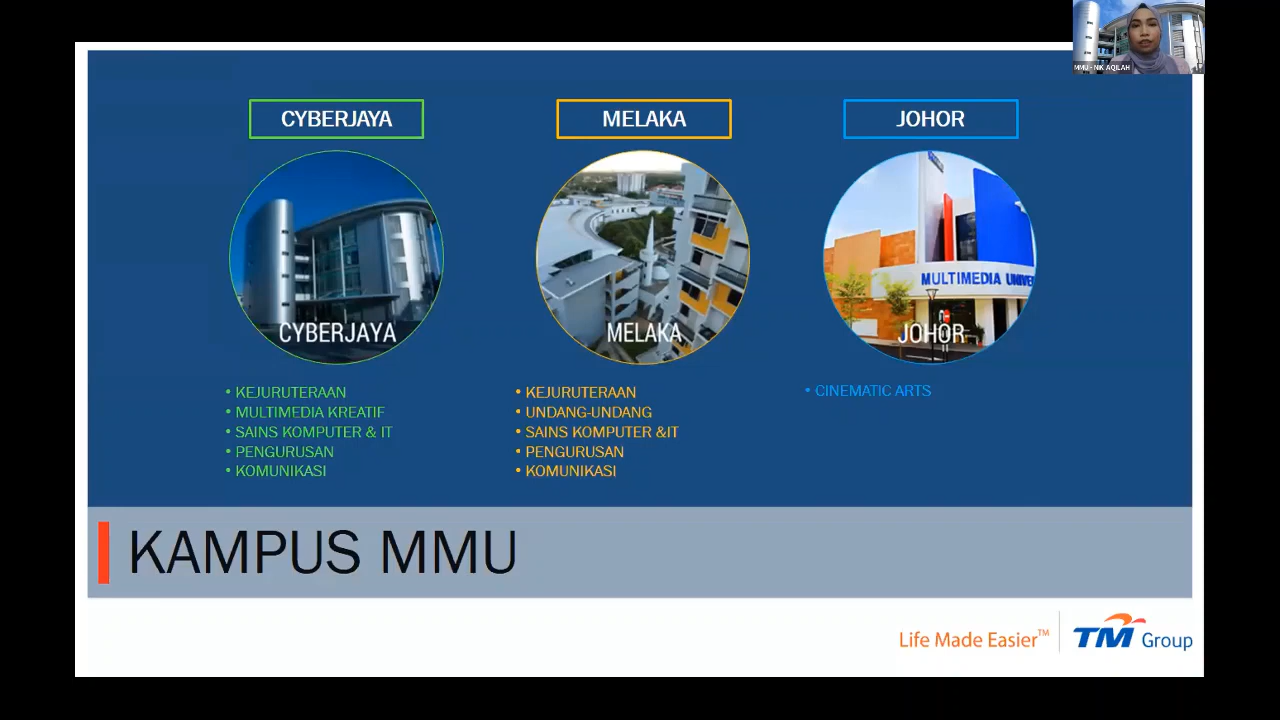 MMU - NIK AQILAH
CYBERJAYA
MELAKA
JOHOR
CYBERJAYA
MELAKA
MULTIMEDIA UNIVE
JOHOR
• KEJURUTERAAN
• MULTIMEDIA KREATIF
• SAINS KOMPUTER & IT
• PENGURUSAN
• KOMUNIKASI
• KEJURUTERAAN
• UNDANG-UNDANG
• SAINS KOMPUTER &IT
• PENGURUSAN
• KOMUNIKASI
• CINEMATIC ARTS
KAMPUS MMU
Life Made Easier™
TM Group